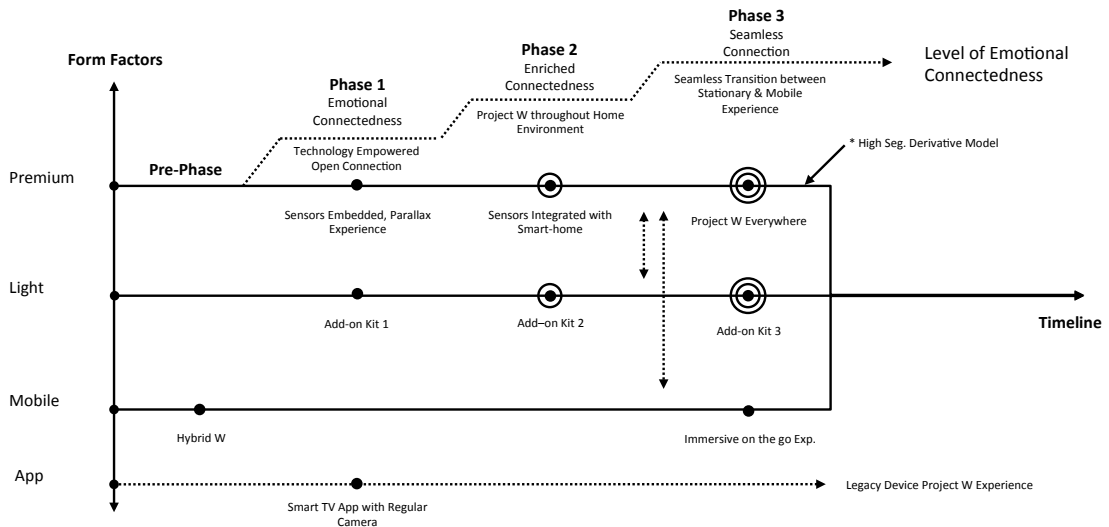 Phase 3
Seamless
Connection
Phase 2
Enriched
Connectedness
Level of Emotional
Connectedness
Form Factors
Phase 1
Emotional
Connectedness
Seamless Transition between
Stationary & Mobile
Experience
Project W throughout Home
Environment
Technology Empowered
Open Connection
* High Seg. Derivative Model
Pre-Phase
Premium
Sensors Embedded, Parallax
Experience
Sensors Integrated with
Smart-home
Project W Everywhere
Light
Add-on Kit 1
Add–on Kit 2
Add-on Kit 3
Timeline
Mobile
Hybrid W
Immersive on the go Exp.
App
Legacy Device Project W Experience
Smart TV App with Regular
Camera